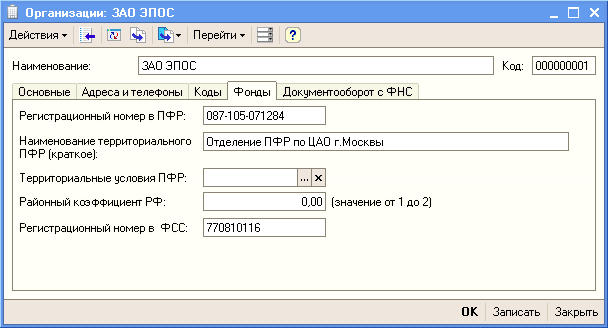 Организации: ЗАО ЭПОС
Действия Перейти ?
Наименование: ЗАО ЭПОС Код: 000000001
Основные Адреса и телефоны Коды Фонды Документооборот с ФНС
Регистрационный номер в ПФР: 087-105-071284
Наименование территориального
ПФР (краткое): Отделение ПФР по ЦАО г.Москвы
Территориальные условия ПФР: ... ×
Районный коэффициент РФ: 0,00 (значение от 1 до 2)
Регистрационный номер в ФСС: 770810116
OK Записать Закрыть